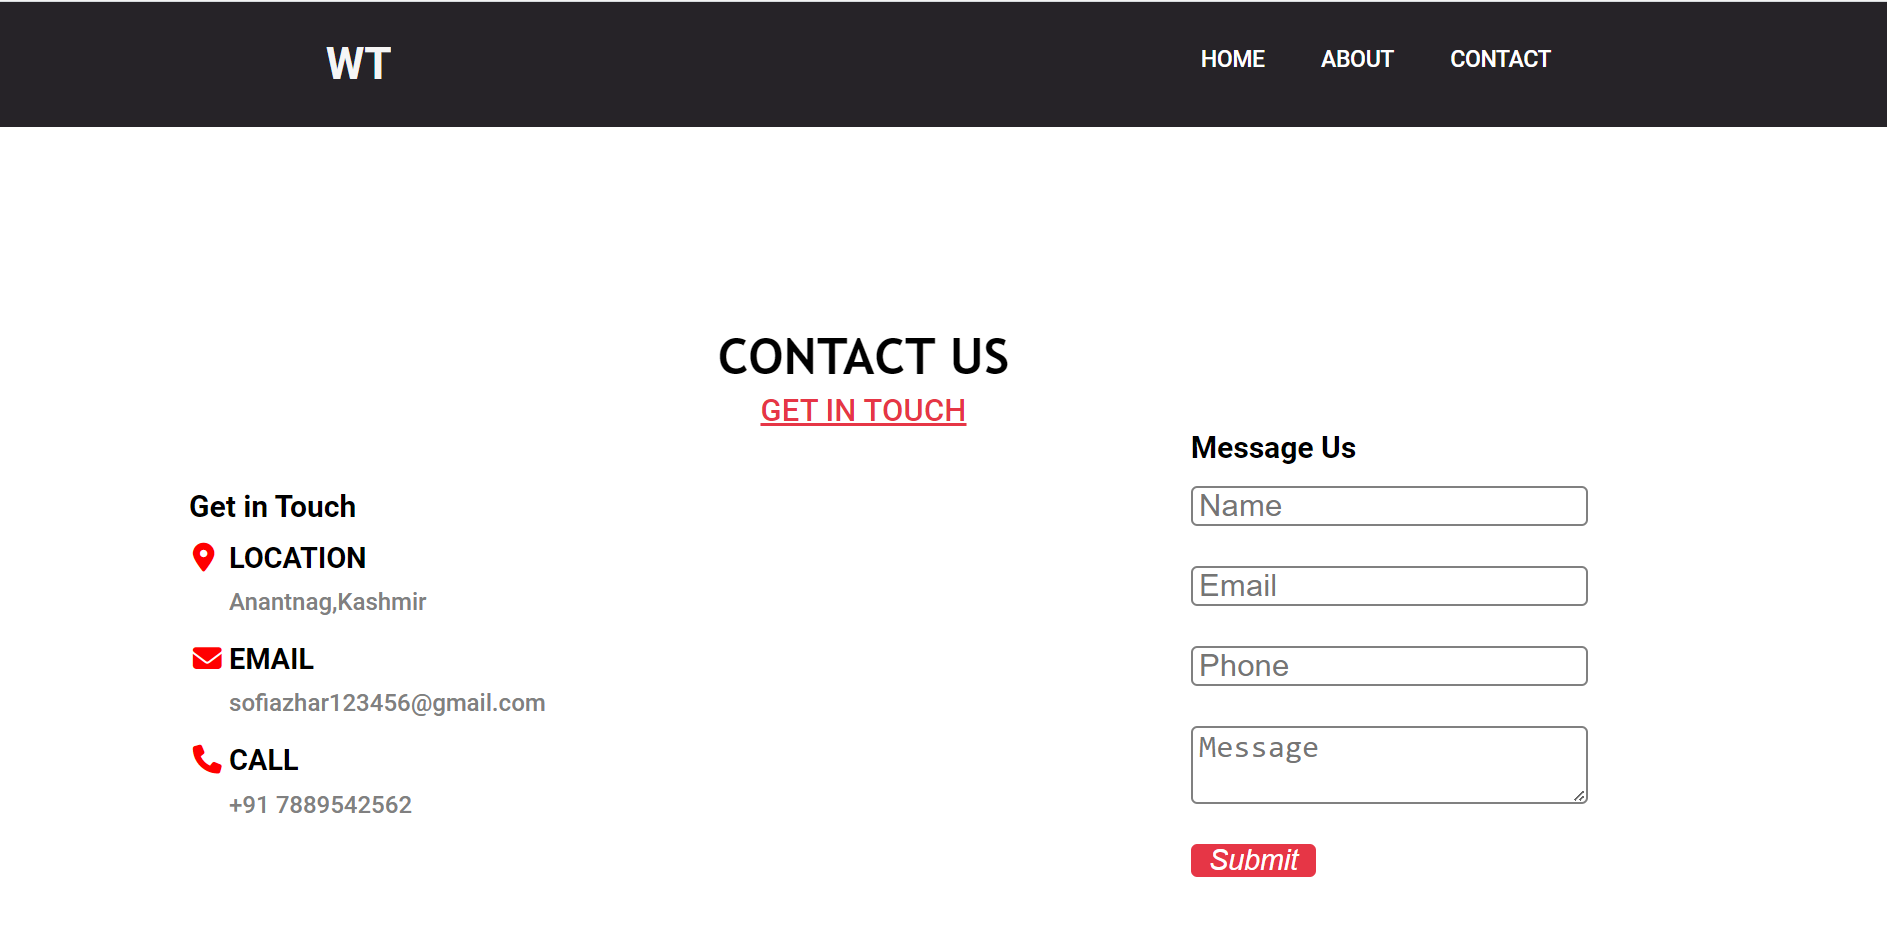 WT
HOME ABOUT CONTACT
CONTACT US
GET IN TOUCH
Get in Touch
LOCATION
Anantnag,Kashmir
EMAIL
sofiazhar123456@gmail.com
CALL
+91 7889542562
Message Us
Name
Email
Phone
Message
Submit